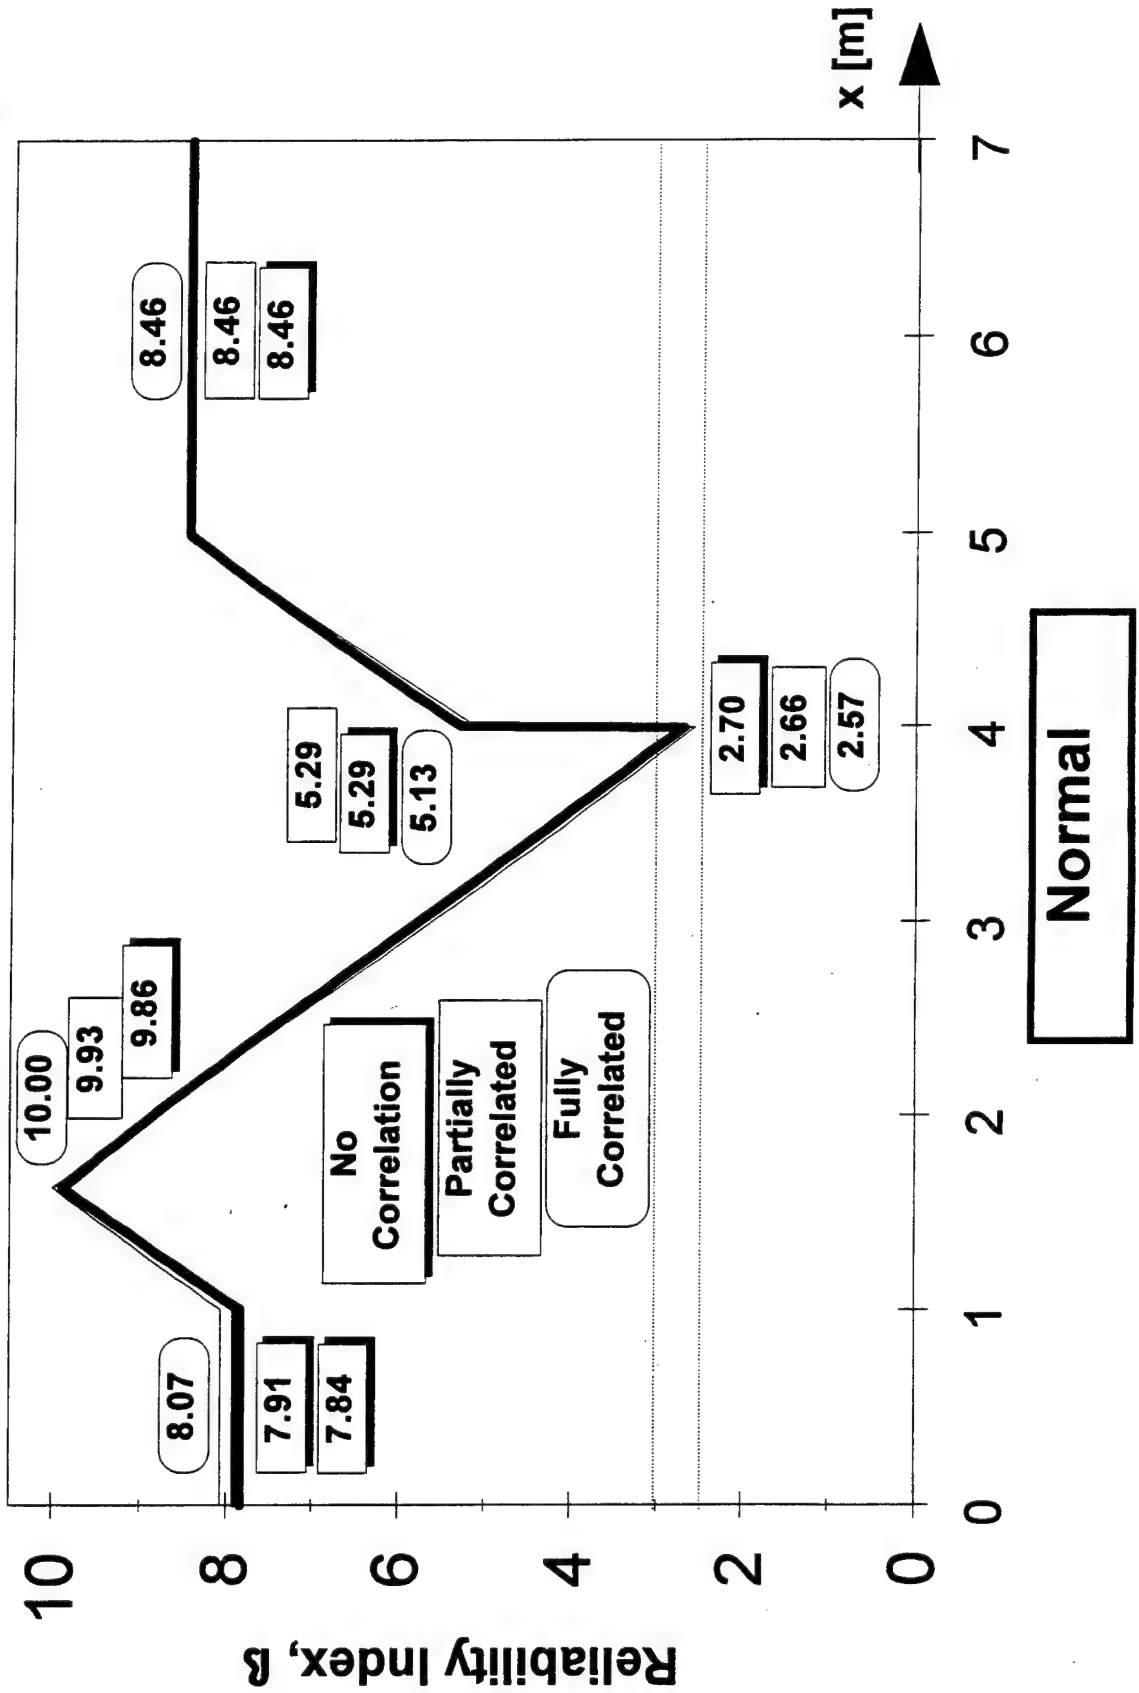 10.00
9.93
9.86
8.46
8.46
8.46
8.07
7.91
7.84
5.29
5.29
5.13
No
Correlation
Partially
Correlated
Fully
Correlated
2.70
2.66
2.57
Reliability Index, ß
10
8
6
4
2
0
0 1 2 3 4 5 6 7
x [m]
Normal